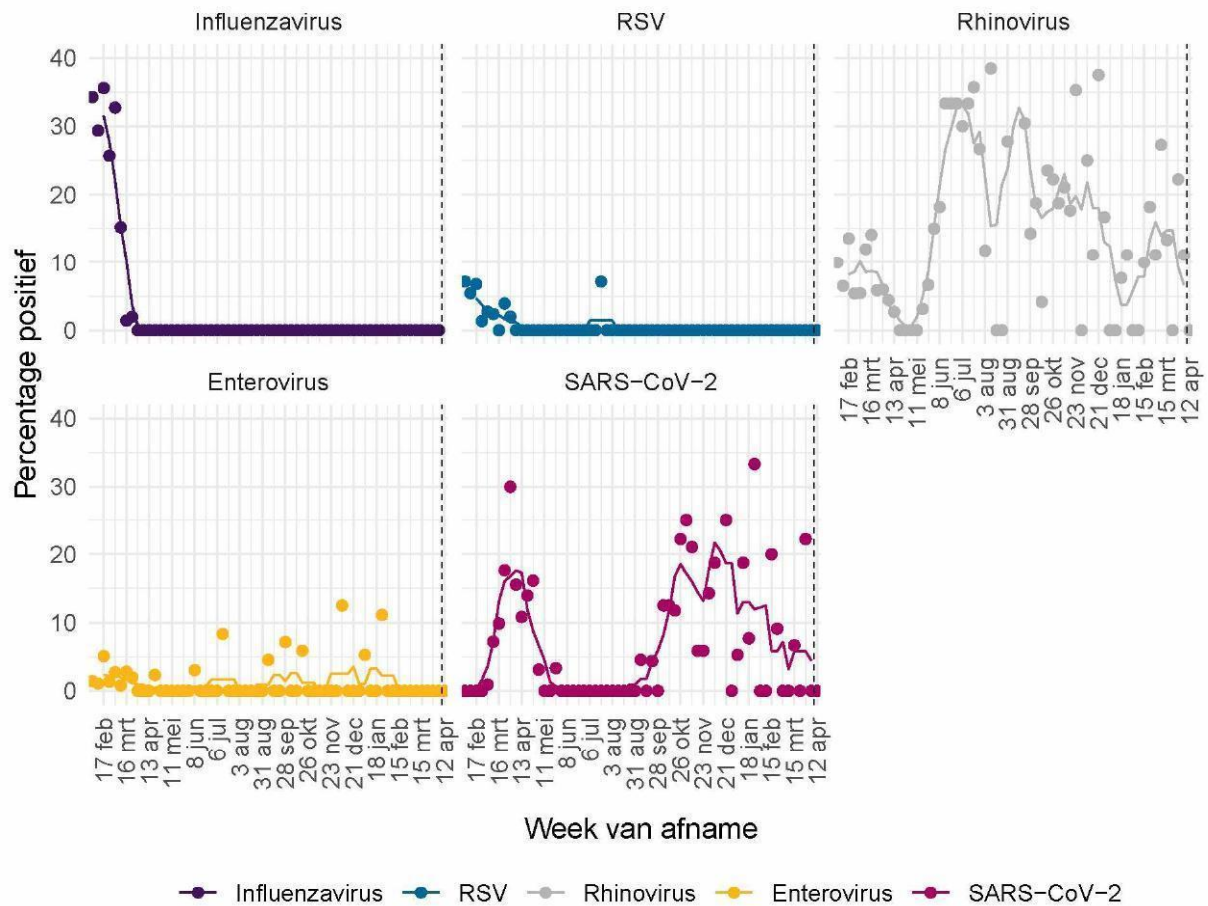 Influenzavirus
RSV
Rhinovirus
40
30
20
10
0
17 feb
16 mrt
13 apr
11 mei
8 jun
6 jul
3 aug
31 aug
28 sep
26 okt
23 nov
21 dec
18 jan
15 feb
15 mrt
12 apr
Enterovirus
SARS-CoV-2
40
30
20
10
0
17 feb
16 mrt
13 apr
11 mei
8 jun
6 jul
3 aug
31 aug
28 sep
26 okt
23 nov
21 dec
18 jan
15 feb
15 mrt
12 apr
17 feb
16 mrt
13 apr
11 mei
8 jun
6 jul
3 aug
31 aug
28 sep
26 okt
23 nov
21 dec
18 jan
15 feb
15 mrt
12 apr
Percentage positief
Week van afname
Influenzavirus RSV Rhinovirus Enterovirus SARS-CoV-2